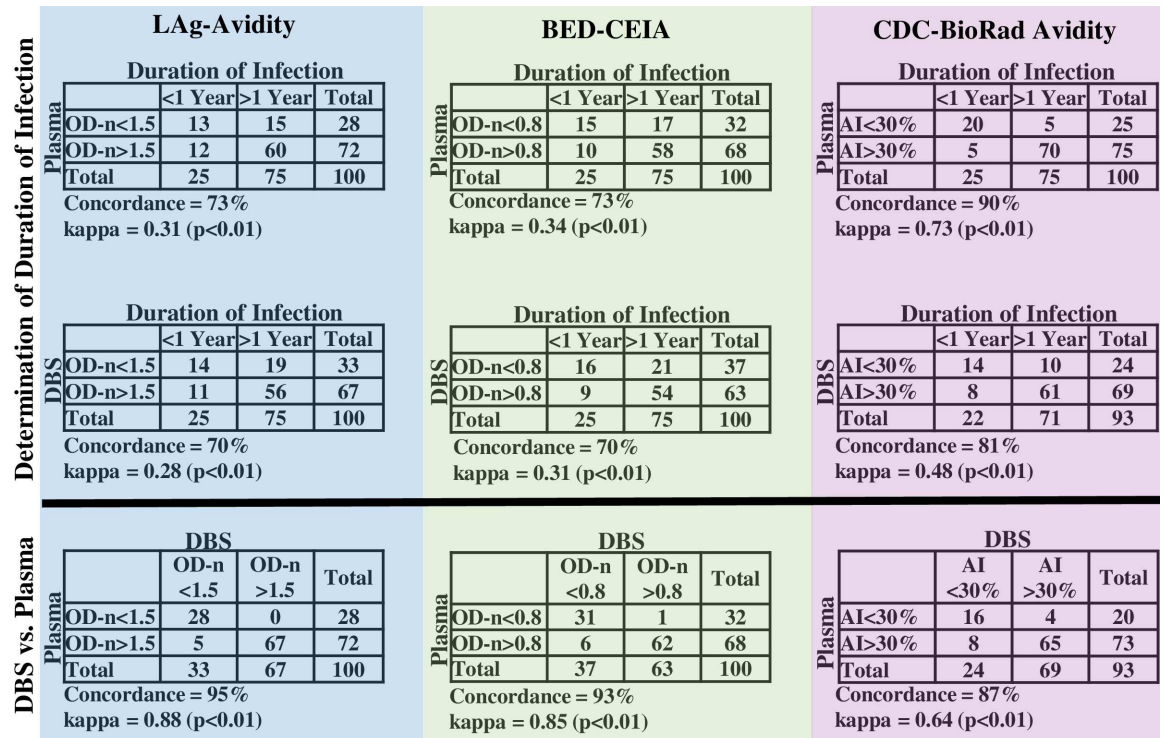 LAg-Avidity
BED-CEIA
CDC-BioRad Avidity
Determination of Duration of Infection
Duration of Infection
<1 Year >1 Year Total
Plasma
OD-n<1.5 13 15 28
OD-n>1.5 12 60 72
Total 25 75 100
Concordance = 73%
kappa = 0.31 (p<0.01)
Duration of Infection
<1 Year >1 Year Total
Plasma
OD-n<0.8 15 17 32
OD-n>0.8 10 58 68
Total 25 75 100
Concordance = 73%
kappa = 0.34 (p<0.01)
Duration of Infection
<1 Year >1 Year Total
Plasma
AI<30% 20 5 25
AI>30% 5 70 75
Total 25 75 100
Concordance = 90%
kappa = 0.73 (p<0.01)
Duration of Infection
<1 Year >1 Year Total
DBS
OD-n<1.5 14 19 33
OD-n>1.5 11 56 67
Total 25 75 100
Concordance = 70%
kappa = 0.28 (p<0.01)
Duration of Infection
<1 Year >1 Year Total
DBS
OD-n<0.8 16 21 37
OD-n>0.8 9 54 63
Total 25 75 100
Concordance = 70%
kappa = 0.31 (p<0.01)
Duration of Infection
<1 Year >1 Year Total
DBS
AI<30% 14 10 24
AI>30% 8 61 69
Total 22 71 93
Concordance = 81%
kappa = 0.48 (p<0.01)
DBS vs. Plasma
DBS
OD-n OD-n Total
<1.5 >1.5
Plasma
OD-n<1.5 28 0 28
OD-n>1.5 5 67 72
Total 33 67 100
Concordance = 95%
kappa = 0.88 (p<0.01)
DBS
OD-n OD-n Total
<0.8 >0.8
Plasma
OD-n<0.8 31 1 32
OD-n>0.8 6 62 68
Total 37 63 100
Concordance = 93%
kappa = 0.85 (p<0.01)
DBS
AI AI Total
<30% >30%
Plasma
AI<30% 16 4 20
AI>30% 8 65 73
Total 24 69 93
Concordance = 87%
kappa = 0.64 (p<0.01)